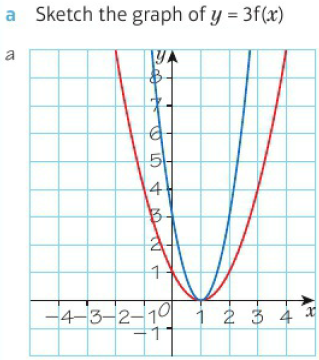 a Sketch the graph of y = 3f(x)
a
y
8
7
6
5
4
3
2
1
-4-3-2-1 0 1 2 3 4 x
-1